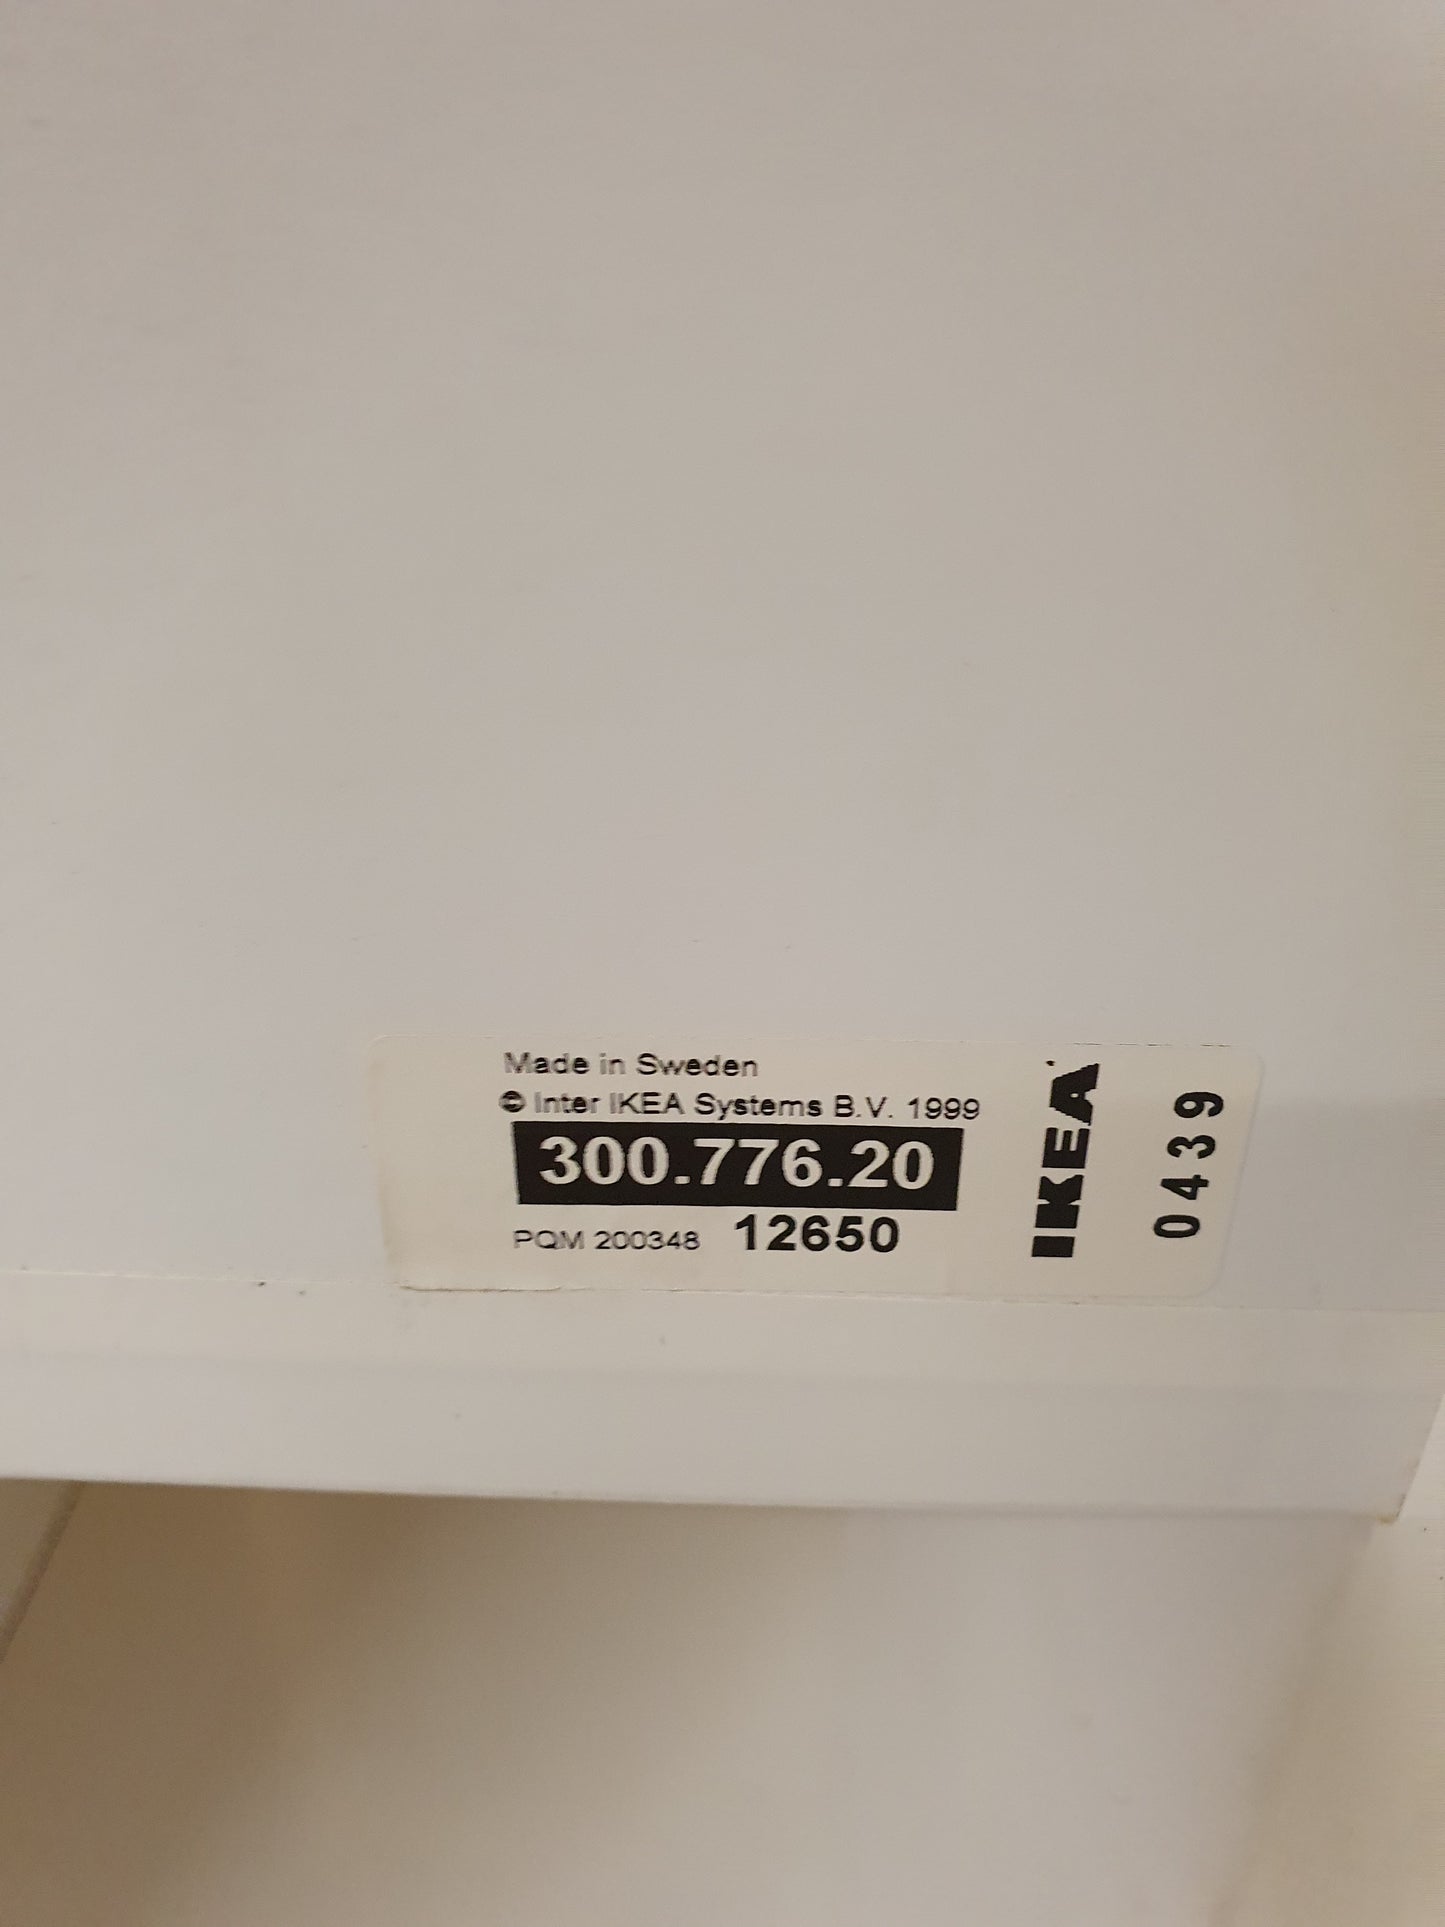 Made in Sweden
© Inter IKEA Systems B.V. 1999
300.776.20
PQM 200348 12650
IKEA
0439